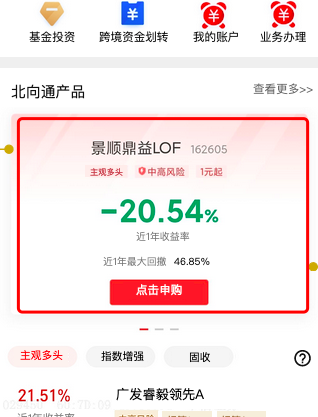 基金投资 跨境资金划转 我的账户 业务办理
北向通产品 查看更多>>
景顺鼎益LOF 162605
主观多头 中高风险 1元起
-20.54%
近1年收益率
近1年最大回撤 46.85%
点击申购
主观多头 指数增强 固收
21.51% 广发睿毅领先A
近1年收益率 中高风险